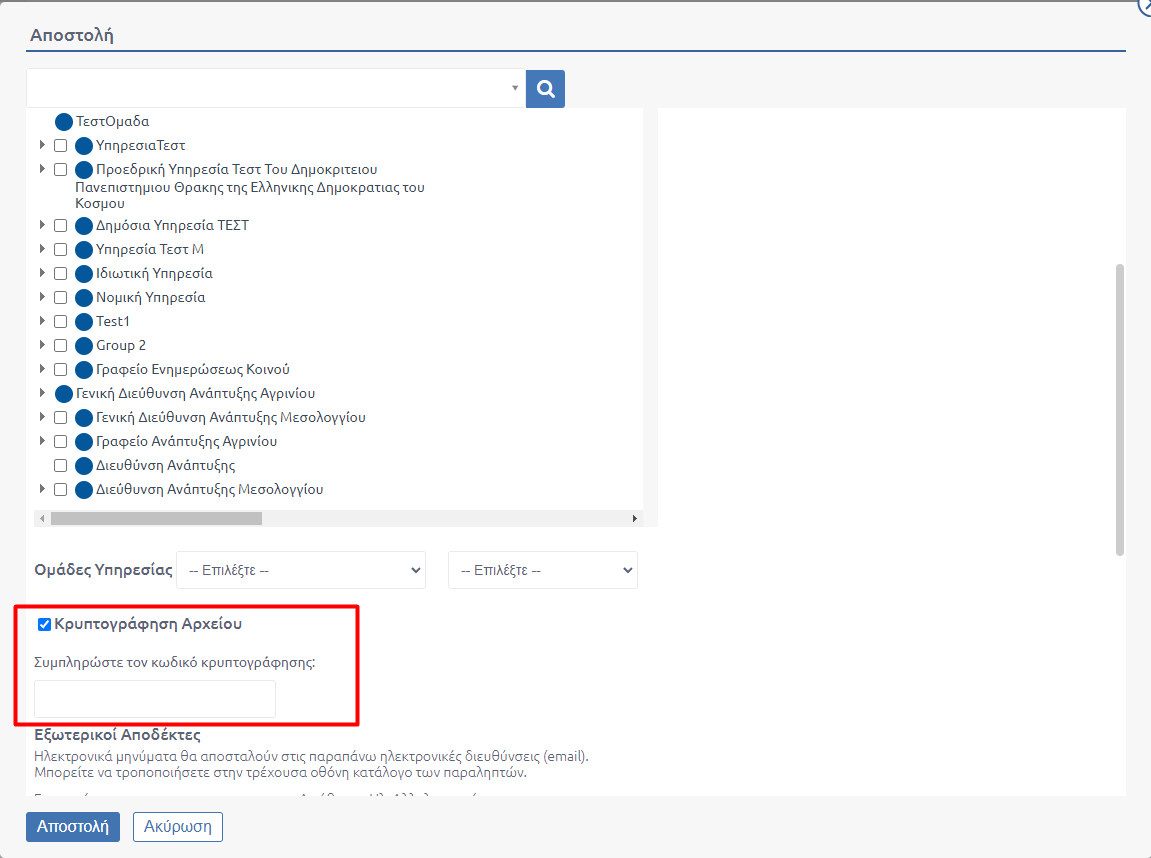 Αποστολή
ΤεστΟμαδα
ΥπηρεσιαΤεστ
Προεδρική Υπηρεσία Τεστ Του Δημοκριτειου
Πανεπιστημιου Θρακης της Ελληνικης Δημοκρατιας του
Κοσμου
Δημόσια Υπηρεσία ΤΕΣΤ
Υπηρεσία Τεστ Μ
Ιδιωτική Υπηρεσία
Νομική Υπηρεσία
Test1
Group 2
Γραφείο Ενημερώσεως Κοινού
Γενική Διεύθυνση Ανάπτυξης Αγρινίου
Γενική Διεύθυνση Ανάπτυξης Μεσολογγίου
Γραφείο Ανάπτυξης Αγρινίου
Διευθύνση Ανάπτυξης
Διεύθυνση Ανάπτυξης Μεσολογγίου
Ομάδες Υπηρεσίας -- Επιλέξτε -- -- Επιλέξτε --
Κρυπτογράφηση Αρχείου
Συμπληρώστε τον κωδικό κρυπτογράφησης:
Εξωτερικοί Αποδέκτες
Ηλεκτρονικά μηνύματα θα αποσταλούν στις παραπάνω ηλεκτρονικές διευθύνσεις (email).
Μπορείτε να τροποποιήσετε στην τρέχουσα οθόνη κατάλογο των παραληπτών.
Αποστολή Ακύρωση